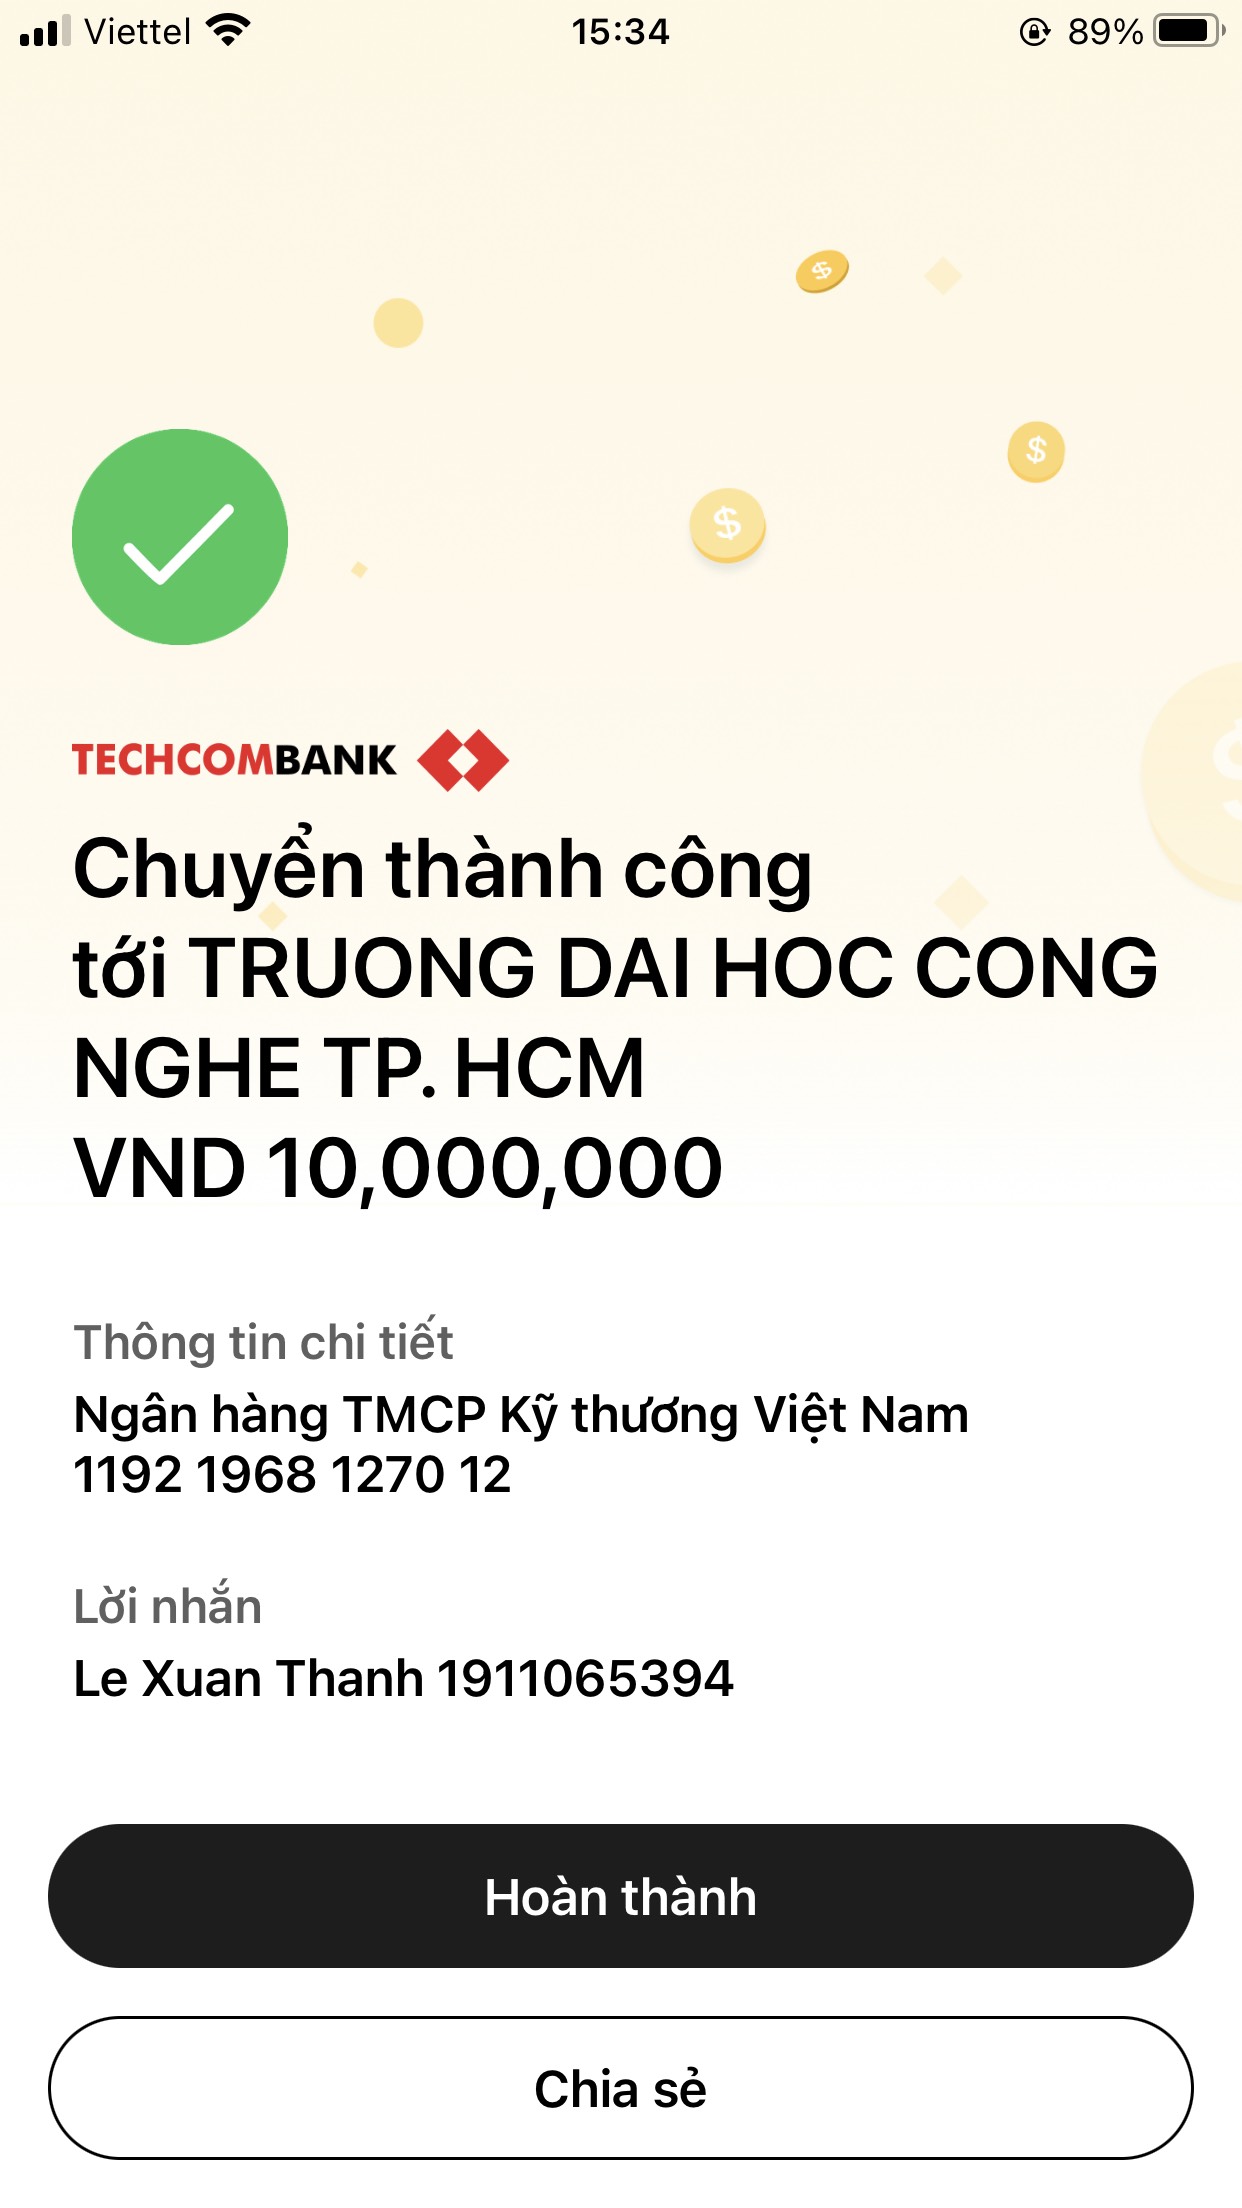 Viettel 15:34 89%
TECHCOMBANK
Chuyển thành công
tới TRUONG DAI HOC CONG
NGHE TP. HCM
VND 10,000,000
Thông tin chi tiết
Ngân hàng TMCP Kỹ thương Việt Nam
1192 1968 1270 12
Lời nhắn
Le Xuan Thanh 1911065394
Hoàn thành
Chia sẻ